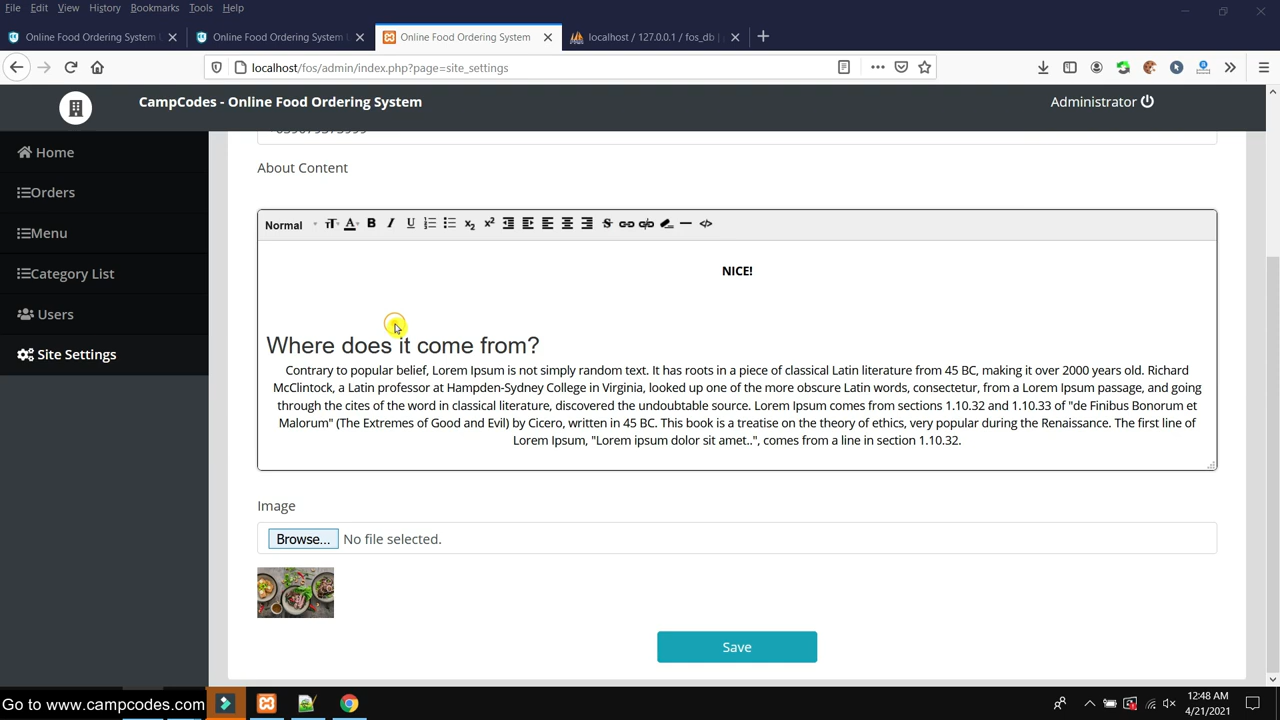 File Edit View History Bookmarks Tools Help
Online Food Ordering System Online Food Ordering System Online Food Ordering System localhost / 127.0.0.1 / fos_db |
localhost/fos/admin/index.php?page=site_settings
CampCodes - Online Food Ordering System
Administrator
Home
Orders
Menu
Category List
Users
Site Settings
About Content
Normal
NICE!
Where does it come from?
Contrary to popular belief, Lorem Ipsum is not simply random text. It has roots in a piece of classical Latin literature from 45 BC, making it over 2000 years old. Richard
McClintock, a Latin professor at Hampden-Sydney College in Virginia, looked up one of the more obscure Latin words, consectetur, from a Lorem Ipsum passage, and going
through the cites of the word in classical literature, discovered the undoubtable source. Lorem Ipsum comes from sections 1.10.32 and 1.10.33 of "de Finibus Bonorum et
Malorum" (The Extremes of Good and Evil) by Cicero, written in 45 BC. This book is a treatise on the theory of ethics, very popular during the Renaissance. The first line of
Lorem Ipsum, "Lorem ipsum dolor sit amet..", comes from a line in section 1.10.32.
Image
Browse... No file selected.
Save
Go to www.campcodes.com
12:48 AM
4/21/2021